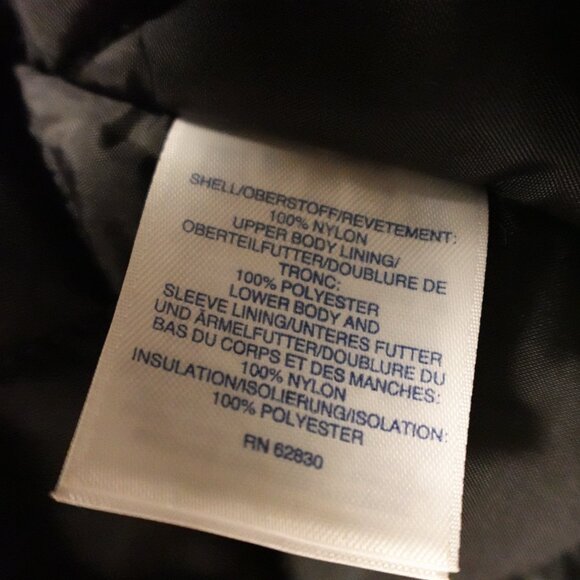 SHELL/OBERSTOFF/REVETEMENT:
100% NYLON
UPPER BODY LINING/
OBERTEILFUTTER/DOUBLURE DE
TRONC:
100% POLYESTER
LOWER BODY AND
SLEEVE LINING/UNTERES FUTTER
UND ÄRMELFUTTER/DOUBLURE DU
BAS DU CORPS ET DES MANCHES:
100% NYLON
INSULATION/ISOLIERUNG/ISOLATION:
100% POLYESTER
RN 62830